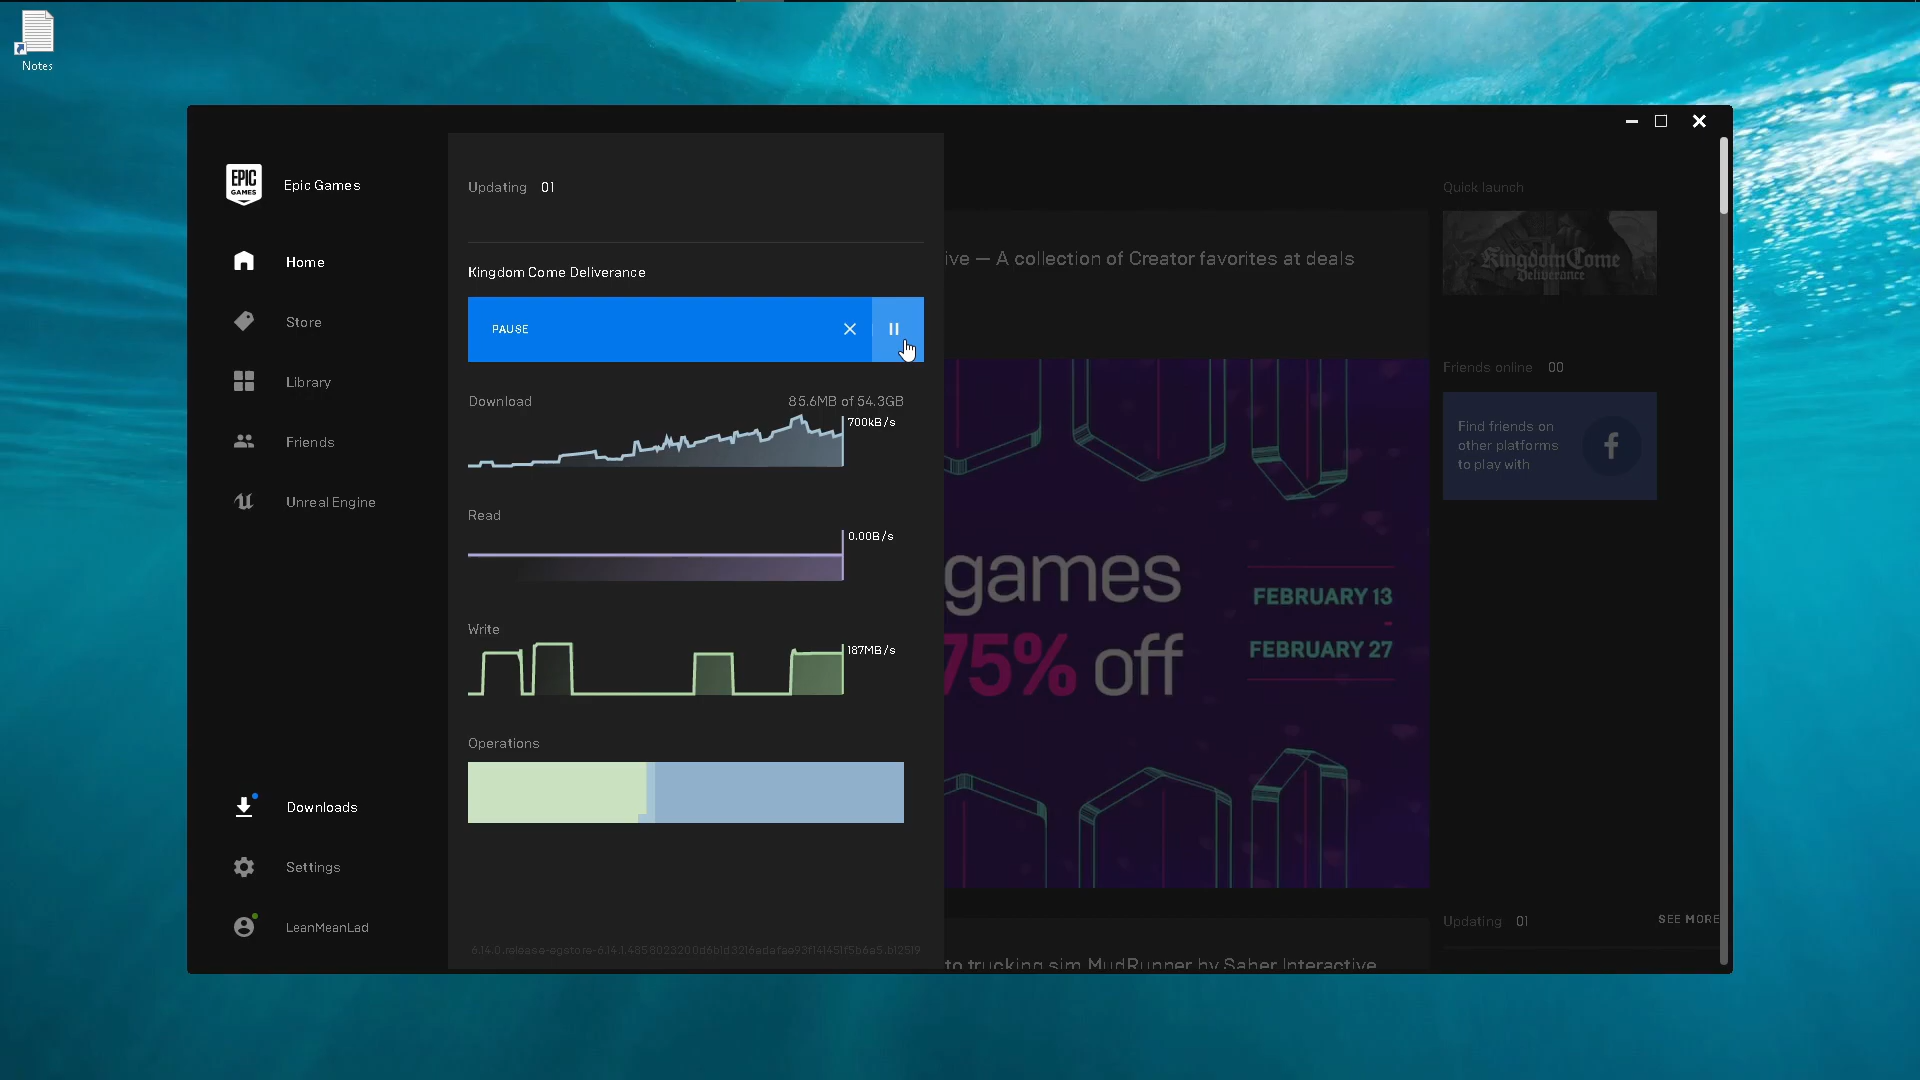 Notes
EPIC
GAMES
Epic Games
Home
Store
Library
Friends
Unreal Engine
Downloads
Settings
LeanMeanLad
Updating 01
Kingdom Come Deliverance
PAUSE
Download 85.6MB of 54.3GB
700kB/s
Read
0.00B/s
Write
187MB/s
Operations
ive — A collection of Creator favorites at deals
games
75% off
FEBRUARY 13
-
FEBRUARY 27
to trucking sim MudRunner by Saber Interactive
Quick launch
Kingdom Come
Deliverance
Friends online 00
Find friends on
other platforms
to play with
Updating 01
SEE MORE